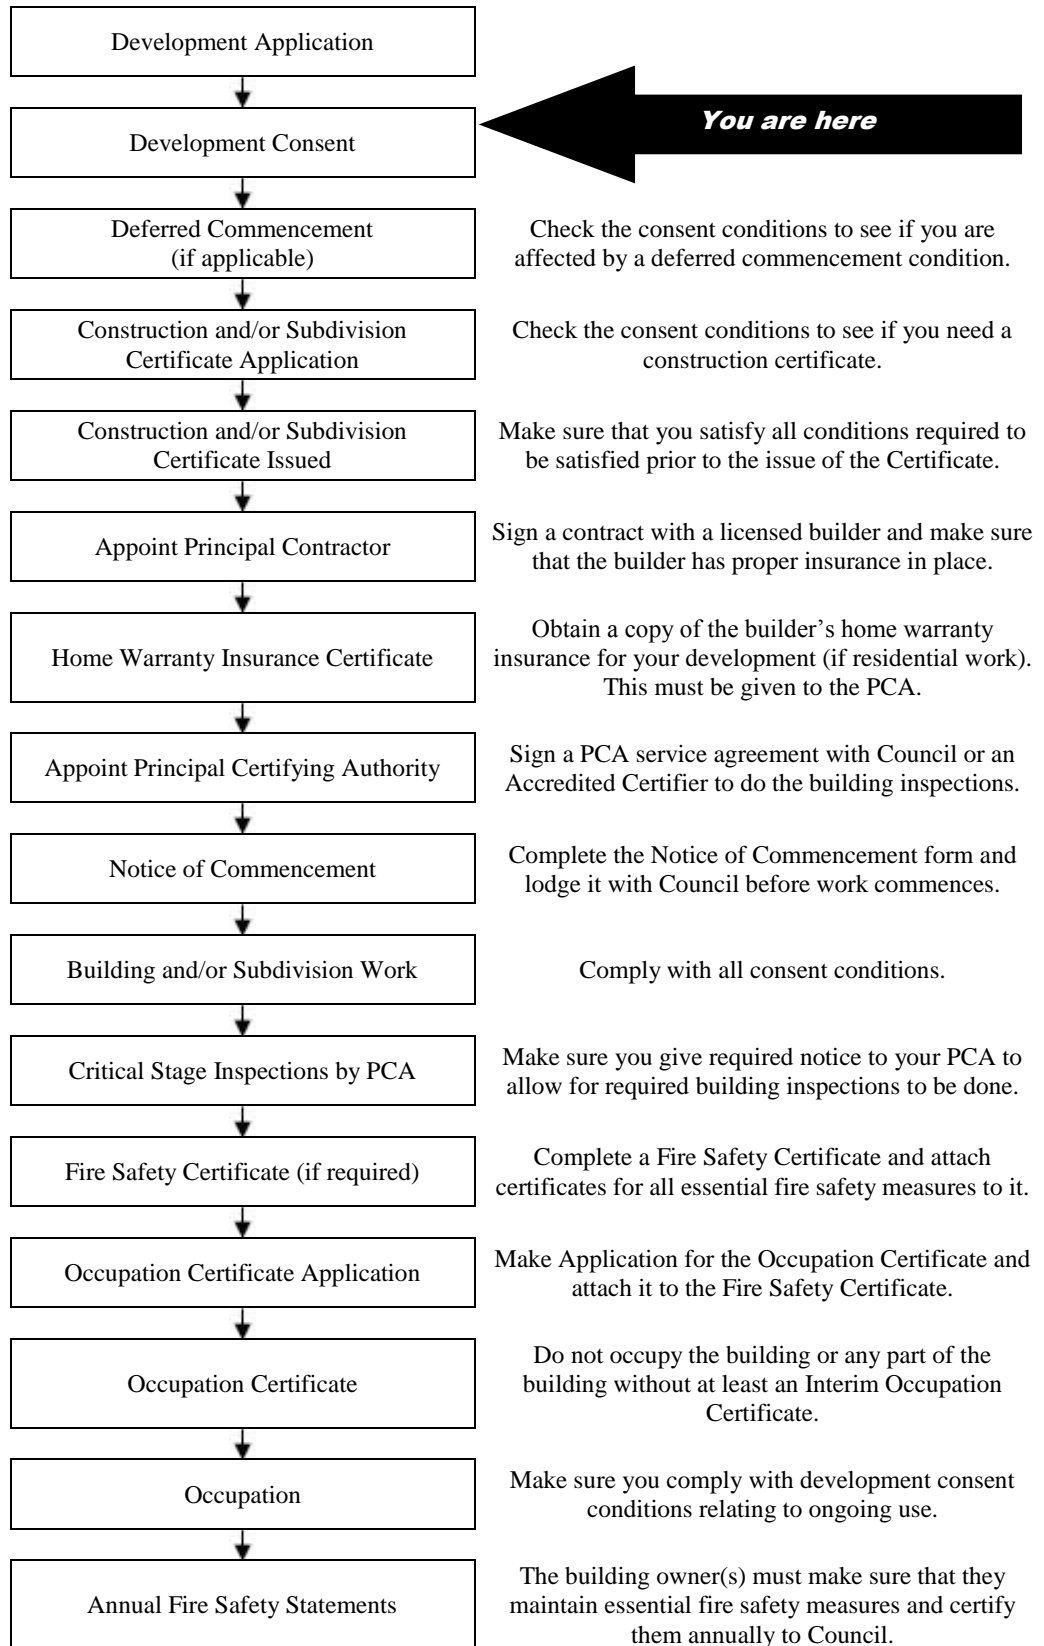 Development Application
Development Consent
You are here
Deferred Commencement
(if applicable)
Check the consent conditions to see if you are
affected by a deferred commencement condition.
Construction and/or Subdivision
Certificate Application
Check the consent conditions to see if you need a
construction certificate.
Construction and/or Subdivision
Certificate Issued
Make sure that you satisfy all conditions required to
be satisfied prior to the issue of the Certificate.
Appoint Principal Contractor
Sign a contract with a licensed builder and make sure
that the builder has proper insurance in place.
Home Warranty Insurance Certificate
Obtain a copy of the builder’s home warranty
insurance for your development (if residential work).
This must be given to the PCA.
Appoint Principal Certifying Authority
Sign a PCA service agreement with Council or an
Accredited Certifier to do the building inspections.
Notice of Commencement
Complete the Notice of Commencement form and
lodge it with Council before work commences.
Building and/or Subdivision Work
Comply with all consent conditions.
Critical Stage Inspections by PCA
Make sure you give required notice to your PCA to
allow for required building inspections to be done.
Fire Safety Certificate (if required)
Complete a Fire Safety Certificate and attach
certificates for all essential fire safety measures to it.
Occupation Certificate Application
Make Application for the Occupation Certificate and
attach it to the Fire Safety Certificate.
Occupation Certificate
Do not occupy the building or any part of the
building without at least an Interim Occupation
Certificate.
Occupation
Make sure you comply with development consent
conditions relating to ongoing use.
Annual Fire Safety Statements
The building owner(s) must make sure that they
maintain essential fire safety measures and certify
them annually to Council.